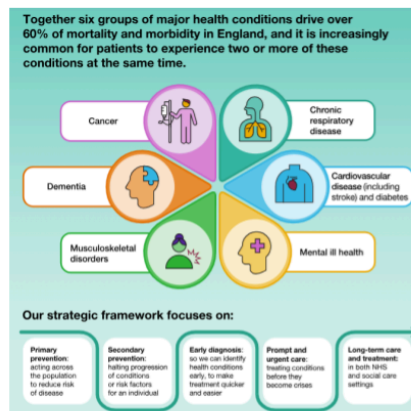 Together six groups of major health conditions drive over
60% of mortality and morbidity in England, and it is increasingly
common for patients to experience two or more of these
conditions at the same time.
Cancer
Chronic
respiratory
disease
Dementia
Cardiovascular
disease (including
stroke) and diabetes
Musculoskeletal
disorders
Mental ill health
Our strategic framework focuses on:
Primary
prevention:
acting across
the population
to reduce risk
of disease
Secondary
prevention:
halting progression
of conditions
or risk factors
for an individual
Early diagnosis:
so we can identify
health conditions
early, to make
treatment quicker
and easier
Prompt and
urgent care:
treating conditions
before they
become crises
Long-term care
and treatment:
in both NHS
and social care
settings